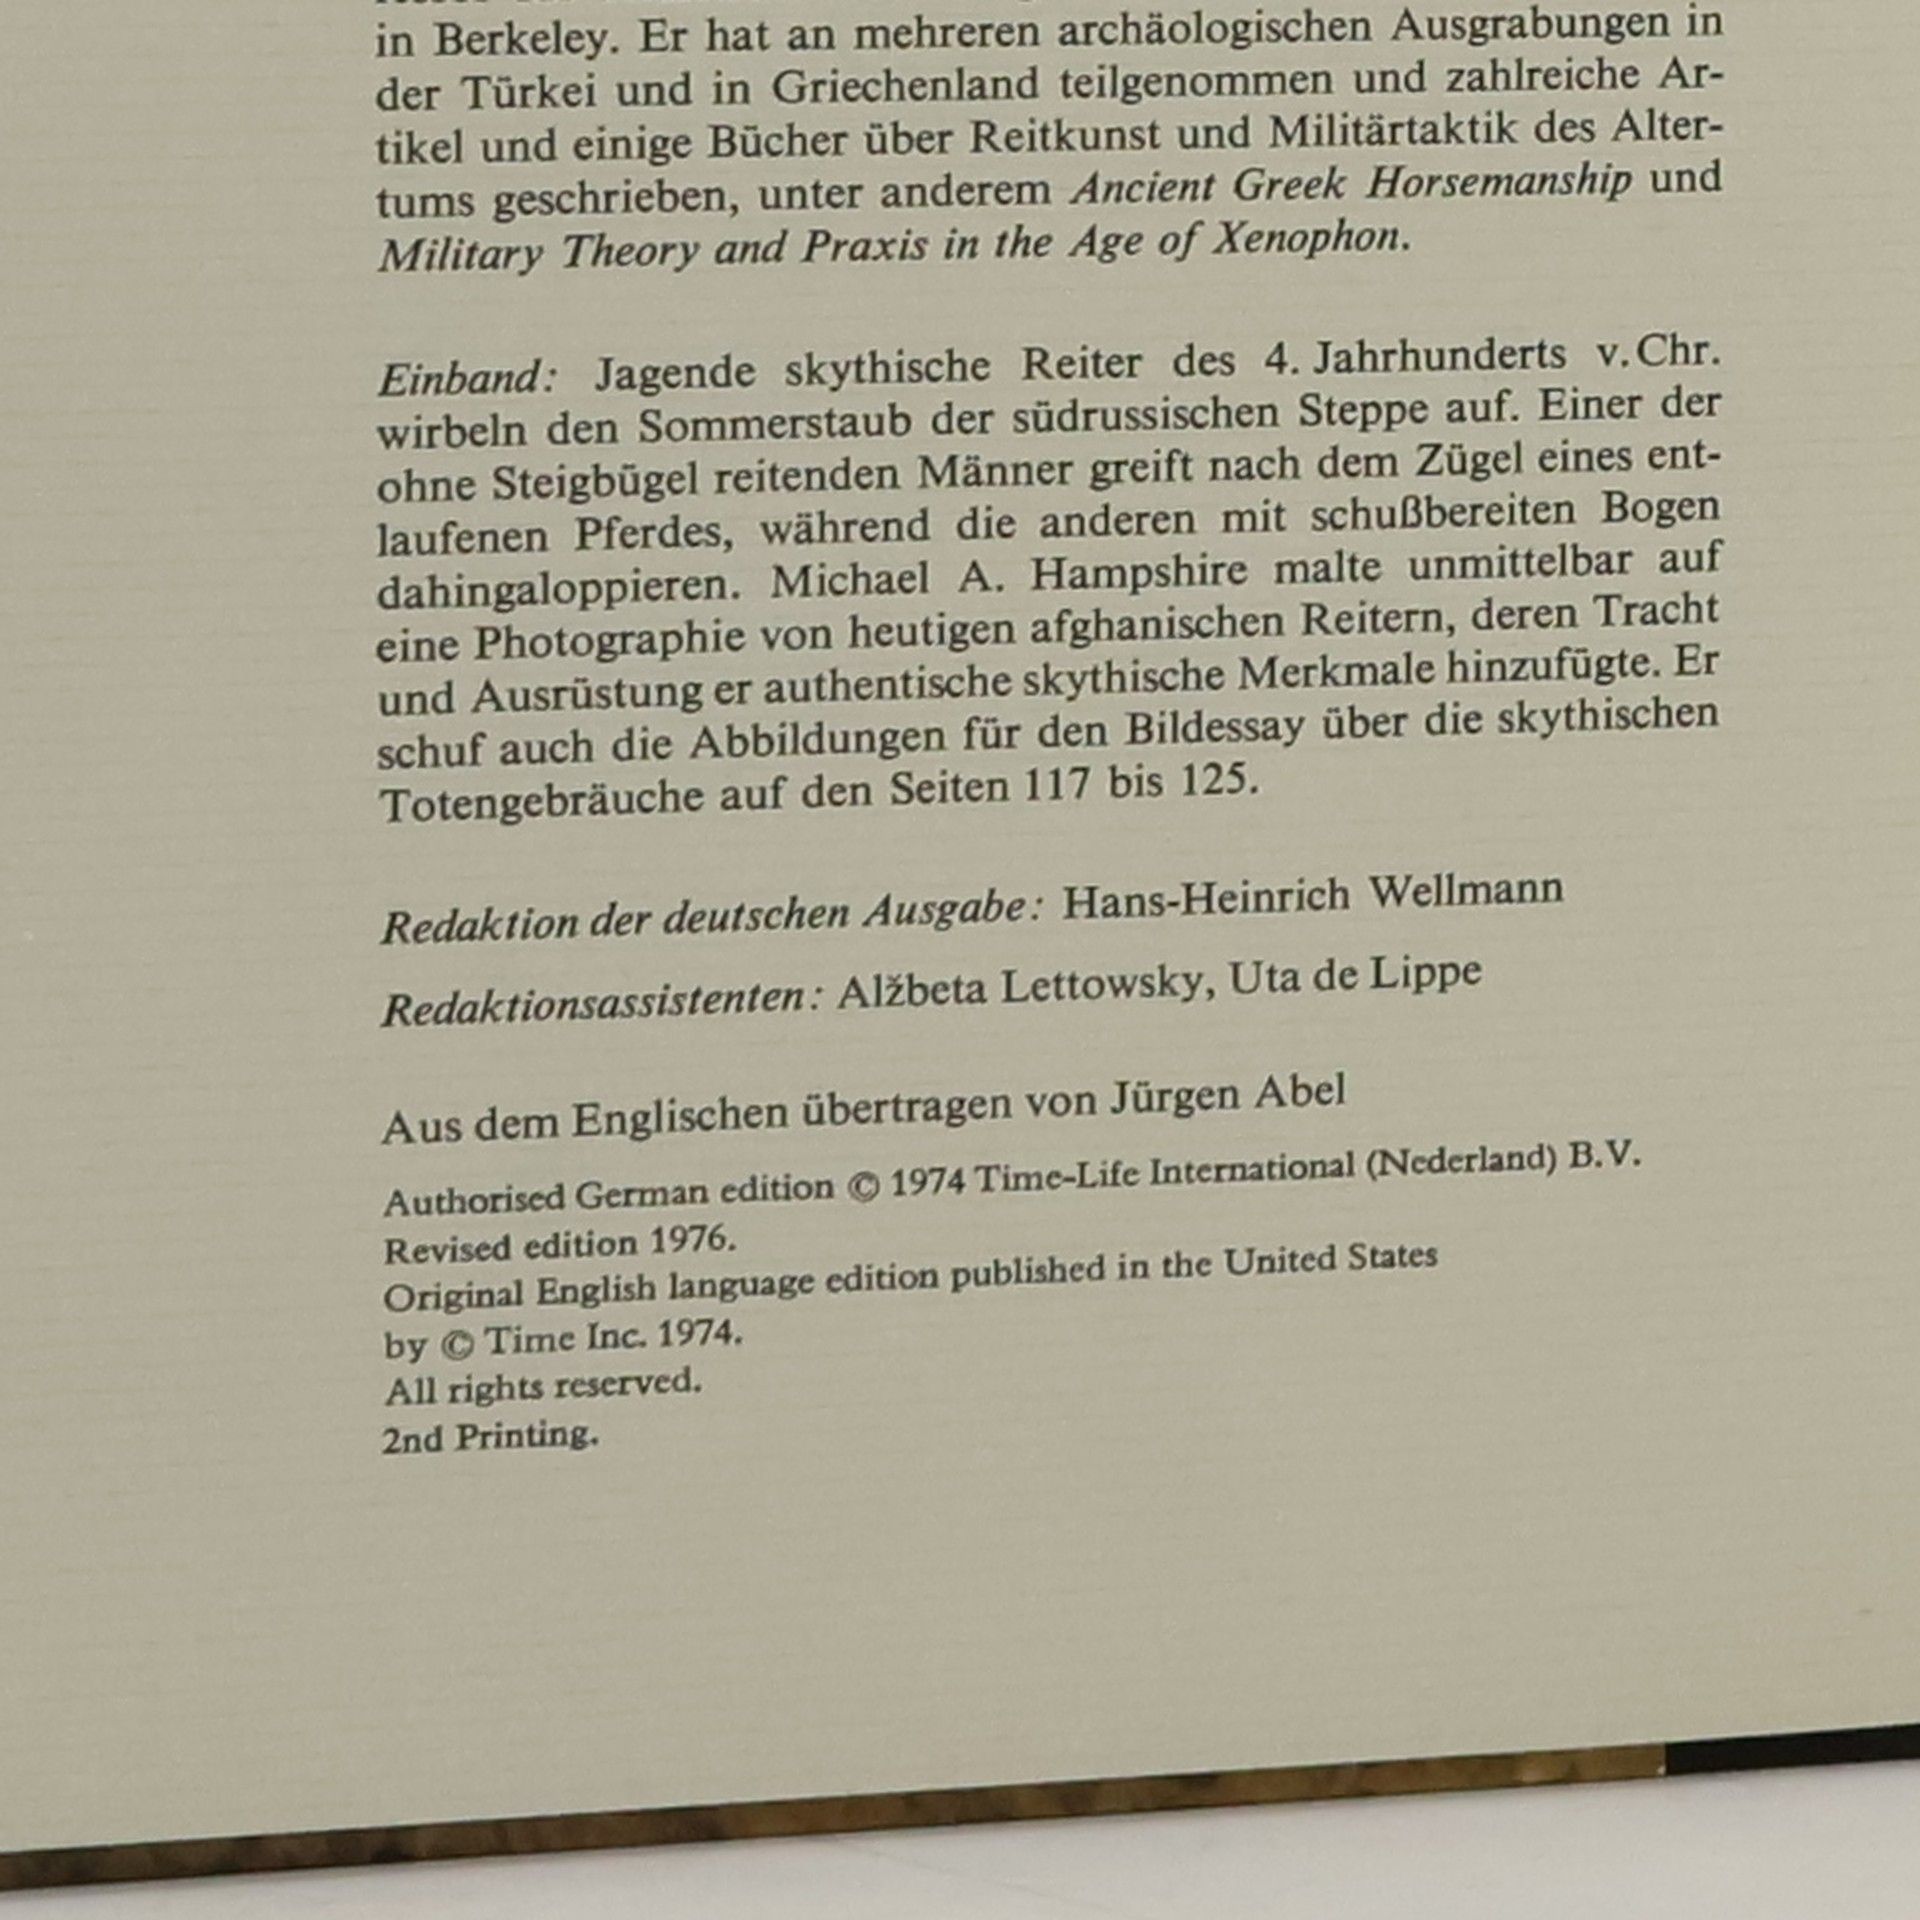 in Berkeley. Er hat an mehreren archäologischen Ausgrabungen in
der Türkei und in Griechenland teilgenommen und zahlreiche Ar-
tikel und einige Bücher über Reitkunst und Militärtaktik des Alter-
tums geschrieben, unter anderem Ancient Greek Horsemanship und
Military Theory and Praxis in the Age of Xenophon.
Einband: Jagende skythische Reiter des 4. Jahrhunderts v. Chr.
wirbeln den Sommerstaub der südrussischen Steppe auf. Einer der
ohne Steigbügel reitenden Männer greift nach dem Zügel eines ent-
laufenen Pferdes, während die anderen mit schußbereiten Bogen
dahingaloppieren. Michael A. Hampshire malte unmittelbar auf
eine Photographie von heutigen afghanischen Reitern, deren Tracht
und Ausrüstung er authentische skythische Merkmale hinzufügte. Er
schuf auch die Abbildungen für den Bildessay über die skythischen
Totengebräuche auf den Seiten 117 bis 125.
Redaktion der deutschen Ausgabe: Hans-Heinrich Wellmann
Redaktionsassistenten: Alžbeta Lettowsky, Uta de Lippe
Aus dem Englischen übertragen von Jürgen Abel
Authorised German edition © 1974 Time-Life International (Nederland) B.V.
Revised edition 1976.
Original English language edition published in the United States
by © Time Inc. 1974.
All rights reserved.
2nd Printing.